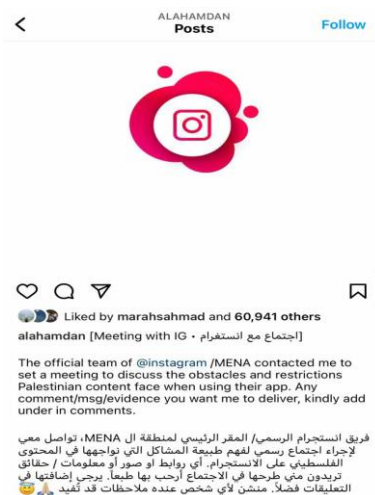 ALAHAMDAN
Posts
Follow
Liked by marahsahmad and 60,941 others
alahamdan [Meeting with IG • اجتماع مع انستغرام]
The official team of @instagram /MENA contacted me to
set a meeting to discuss the obstacles and restrictions
Palestinian content face when using their app. Any
comment/msg/evidence you want me to deliver, kindly add
under in comments.
فريق انستجرام الرسمي/ المقر الرئيسي لمنطقة ال MENA، تواصل معي
لإجراء اجتماع رسمي لفهم طبيعة المشاكل التي نواجهها في المحتوى
الفلسطيني على الانستجرام. أي روابط او صور أو معلومات / حقائق
تريدون مني طرحها في الاجتماع أرحب بها طبعاً. يرجى إضافتها في
التعليقات فضلاً. منشن لأي شخص عنده ملاحظات قد تُفيد 🙏😇